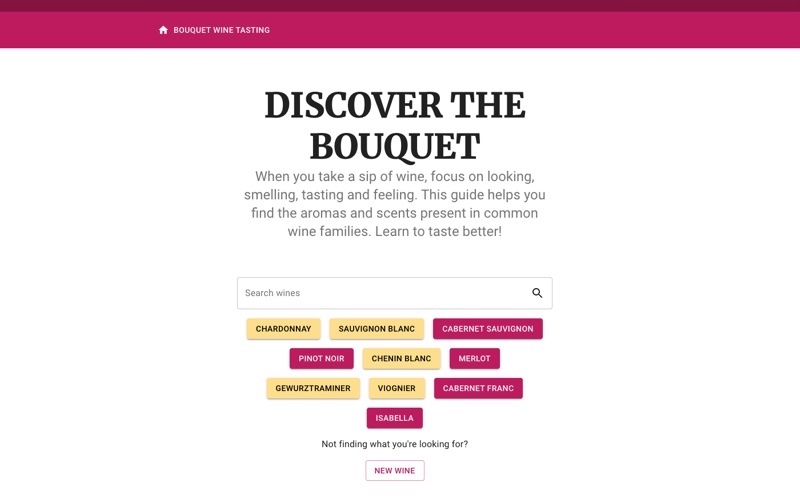 BOUQUET WINE TASTING
DISCOVER THE
BOUQUET
When you take a sip of wine, focus on looking,
smelling, tasting and feeling. This guide helps you
find the aromas and scents present in common
wine families. Learn to taste better!
Search wines
CHARDONNAY SAUVIGNON BLANC CABERNET SAUVIGNON
PINOT NOIR CHENIN BLANC MERLOT
GEWURZTRAMINER VIOGNIER CABERNET FRANC
ISABELLA
Not finding what you're looking for?
NEW WINE